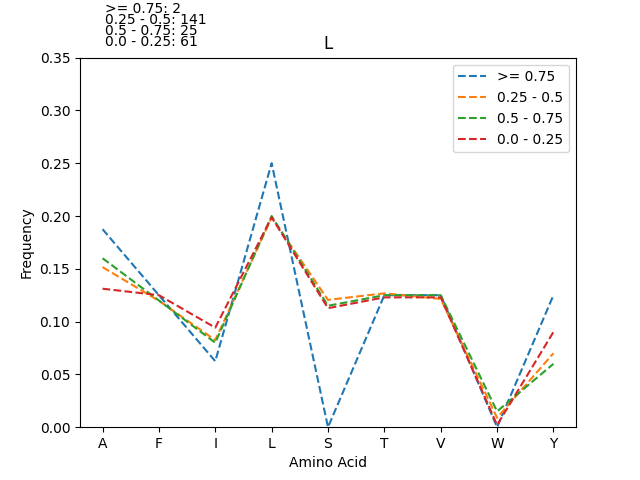 >= 0.75: 2
0.25 - 0.5: 141
0.5 - 0.75: 25
0.0 - 0.25: 61
L
0.35
0.30
0.25
0.20
0.15
0.10
0.05
0.00
Frequency
>= 0.75
0.25 - 0.5
0.5 - 0.75
0.0 - 0.25
A F I L S T V W Y
Amino Acid